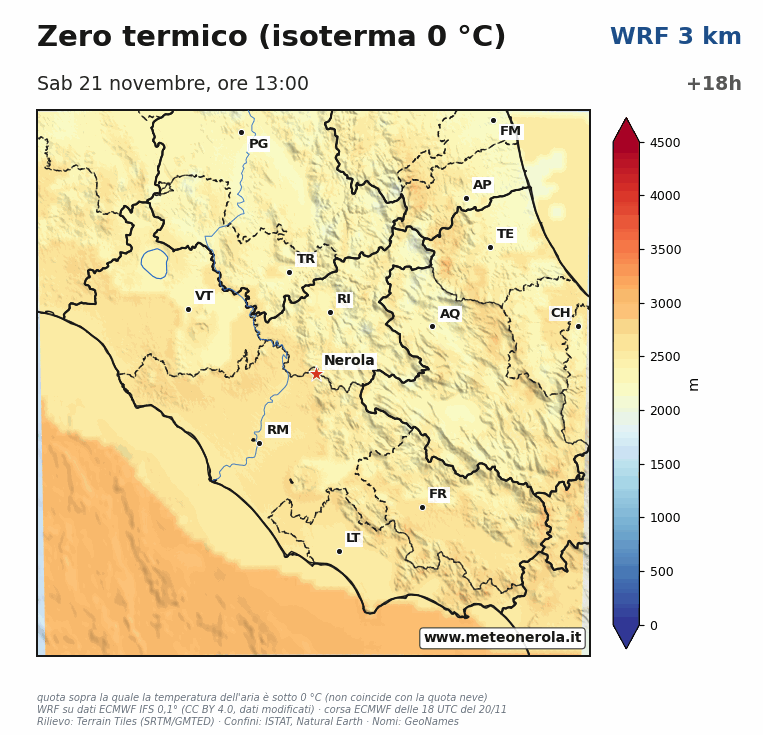 Zero termico (isoterma 0 °C)
WRF 3 km
Sab 21 novembre, ore 13:00
+18h
PG
FM
AP
TE
TR
VT
RI
AQ
CH
Nerola
RM
FR
LT
www.meteonerola.it
4500
4000
3500
3000
2500
2000
1500
1000
500
0
m
quota sopra la quale la temperatura dell'aria è sotto 0 °C (non coincide con la quota neve)
WRF su dati ECMWF IFS 0,1° (CC BY 4.0, dati modificati) · corsa ECMWF delle 18 UTC del 20/11
Rilievo: Terrain Tiles (SRTM/GMTED) · Confini: ISTAT, Natural Earth · Nomi: GeoNames